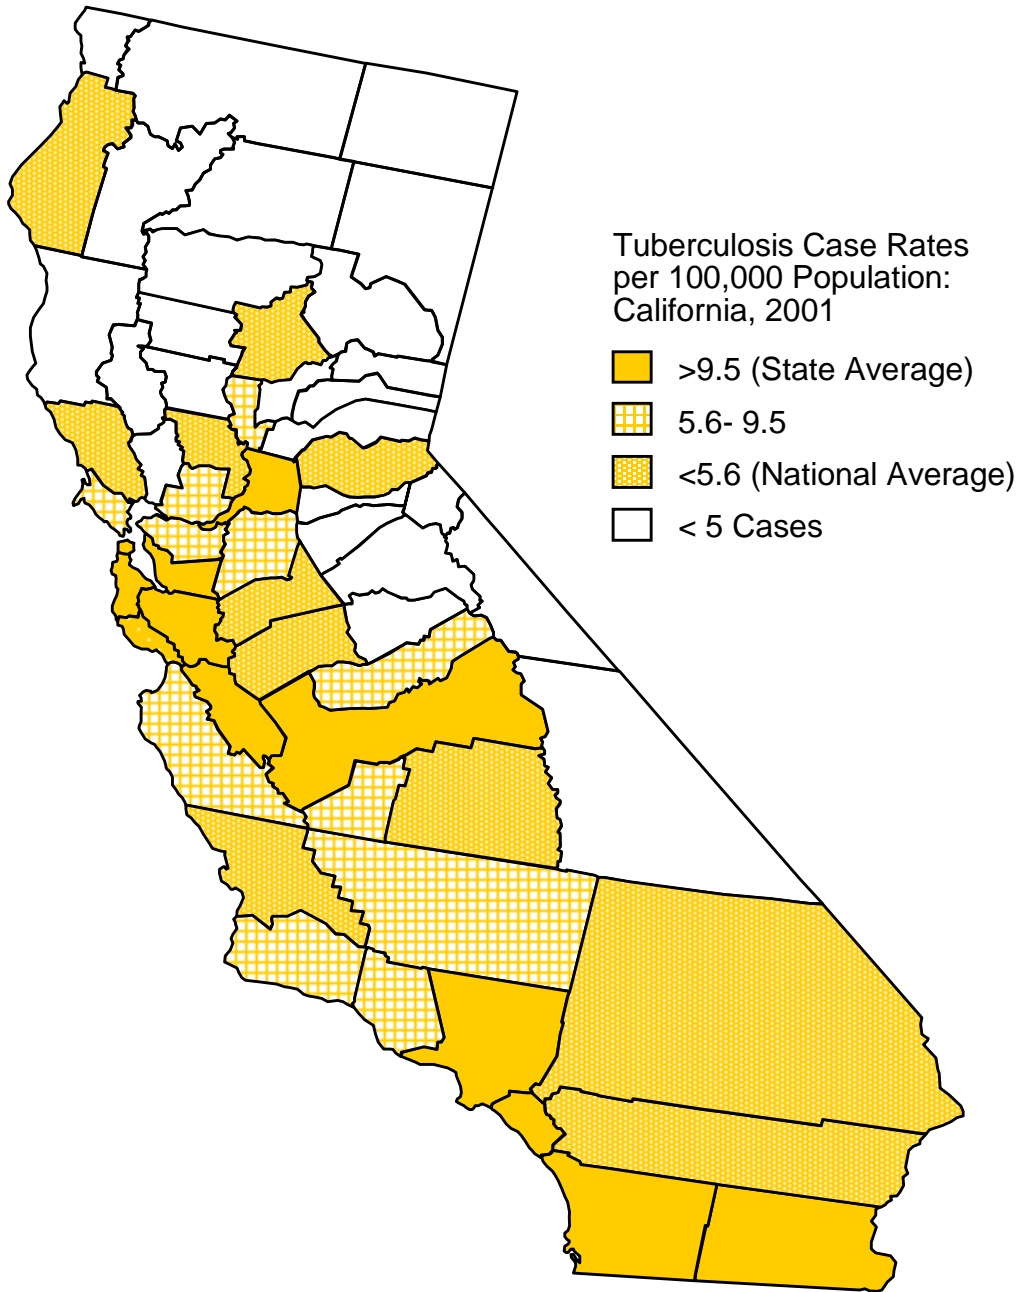 Tuberculosis Case Rates
per 100,000 Population:
California, 2001
>9.5 (State Average)
5.6- 9.5
<5.6 (National Average)
< 5 Cases